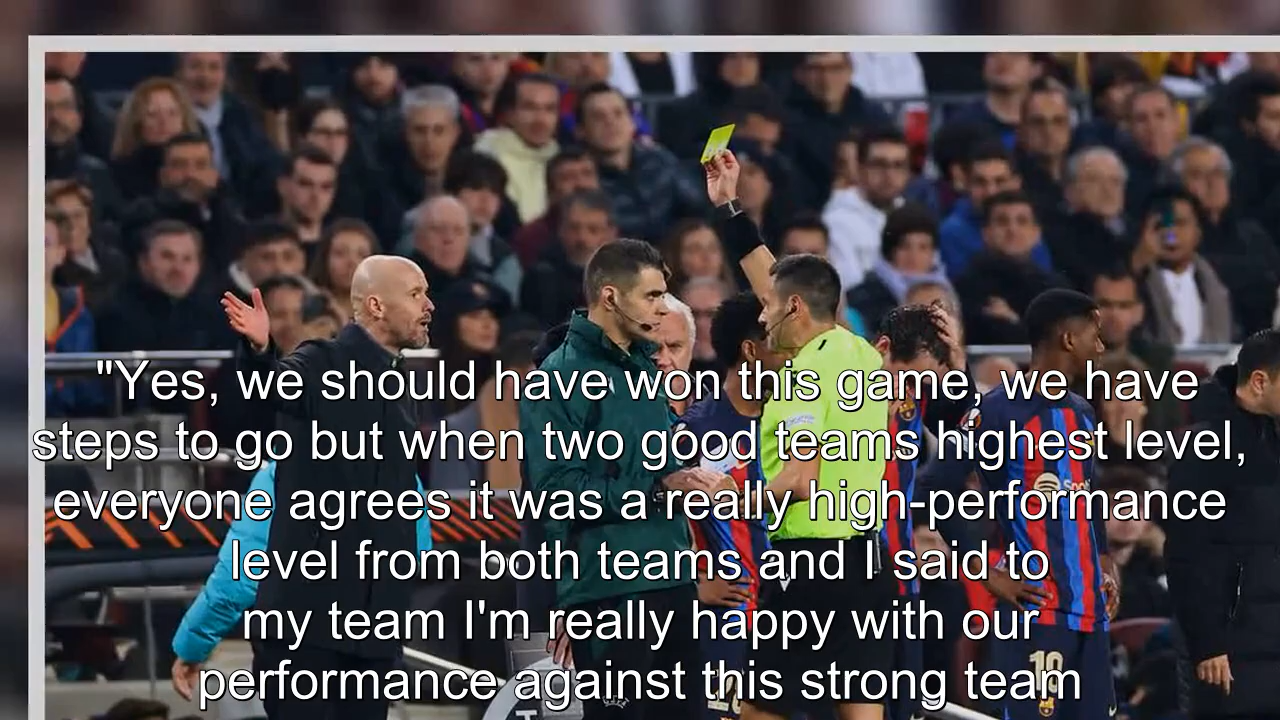 "Yes, we should have won this game, we have
steps to go but when two good teams highest level,
everyone agrees it was a really high-performance
level from both teams and I said to
my team I'm really happy with our
performance against this strong team
19